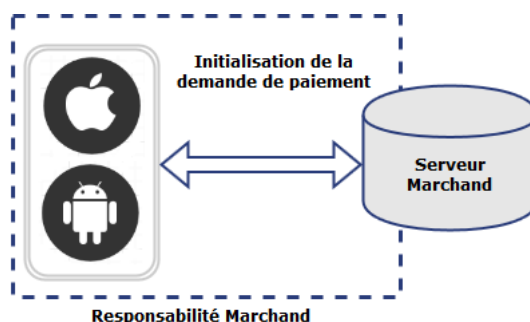 Initialisation de la
demande de paiement
Serveur
Marchand
Responsabilité Marchand